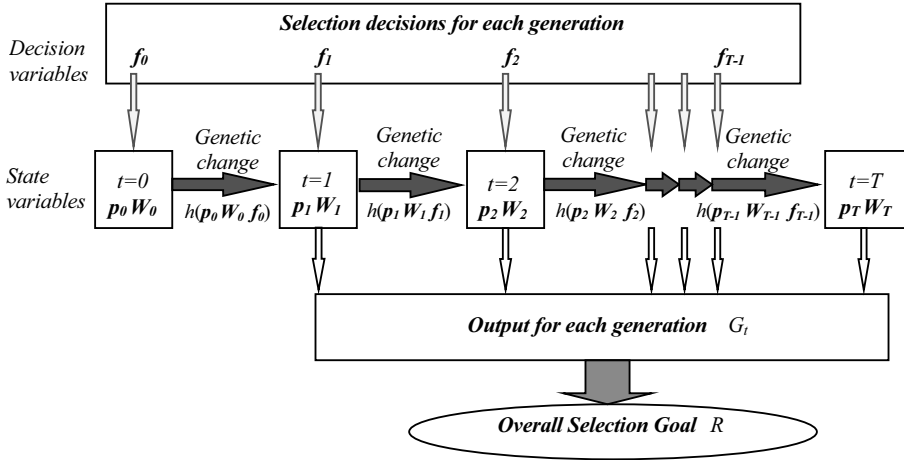 Selection decisions for each generation
Decision
variables
f0 f1 f2 fT-1
Genetic
change
Genetic
change
Genetic
change
Genetic
change
State
variables
t=0
p0 W0
t=1
p1 W1
t=2
p2 W2
t=T
pT WT
h(p0 W0 f0)
h(p1 W1 f1)
h(p2 W2 f2)
h(pT-1 WT-1 fT-1)
Output for each generation Gt
Overall Selection Goal R